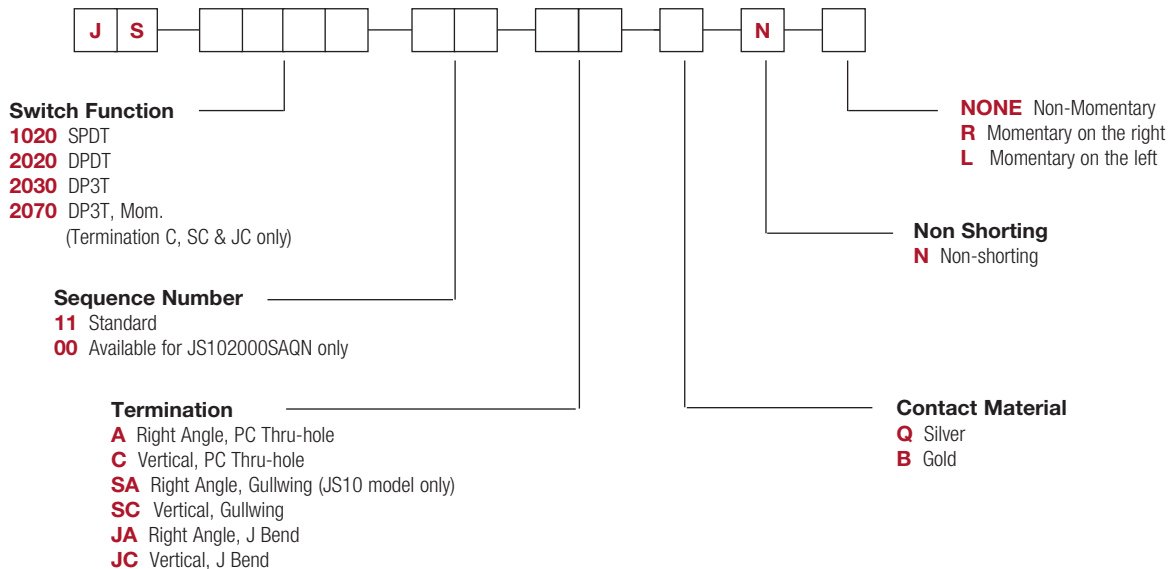 J S N
Switch Function
1020 SPDT
2020 DPDT
2030 DP3T
2070 DP3T, Mom.
(Termination C, SC & JC only)
Sequence Number
11 Standard
00 Available for JS102000SAQN only
Termination
A Right Angle, PC Thru-hole
C Vertical, PC Thru-hole
SA Right Angle, Gullwing (JS10 model only)
SC Vertical, Gullwing
JA Right Angle, J Bend
JC Vertical, J Bend
NONE Non-Momentary
R Momentary on the right
L Momentary on the left
Non Shorting
N Non-shorting
Contact Material
Q Silver
B Gold